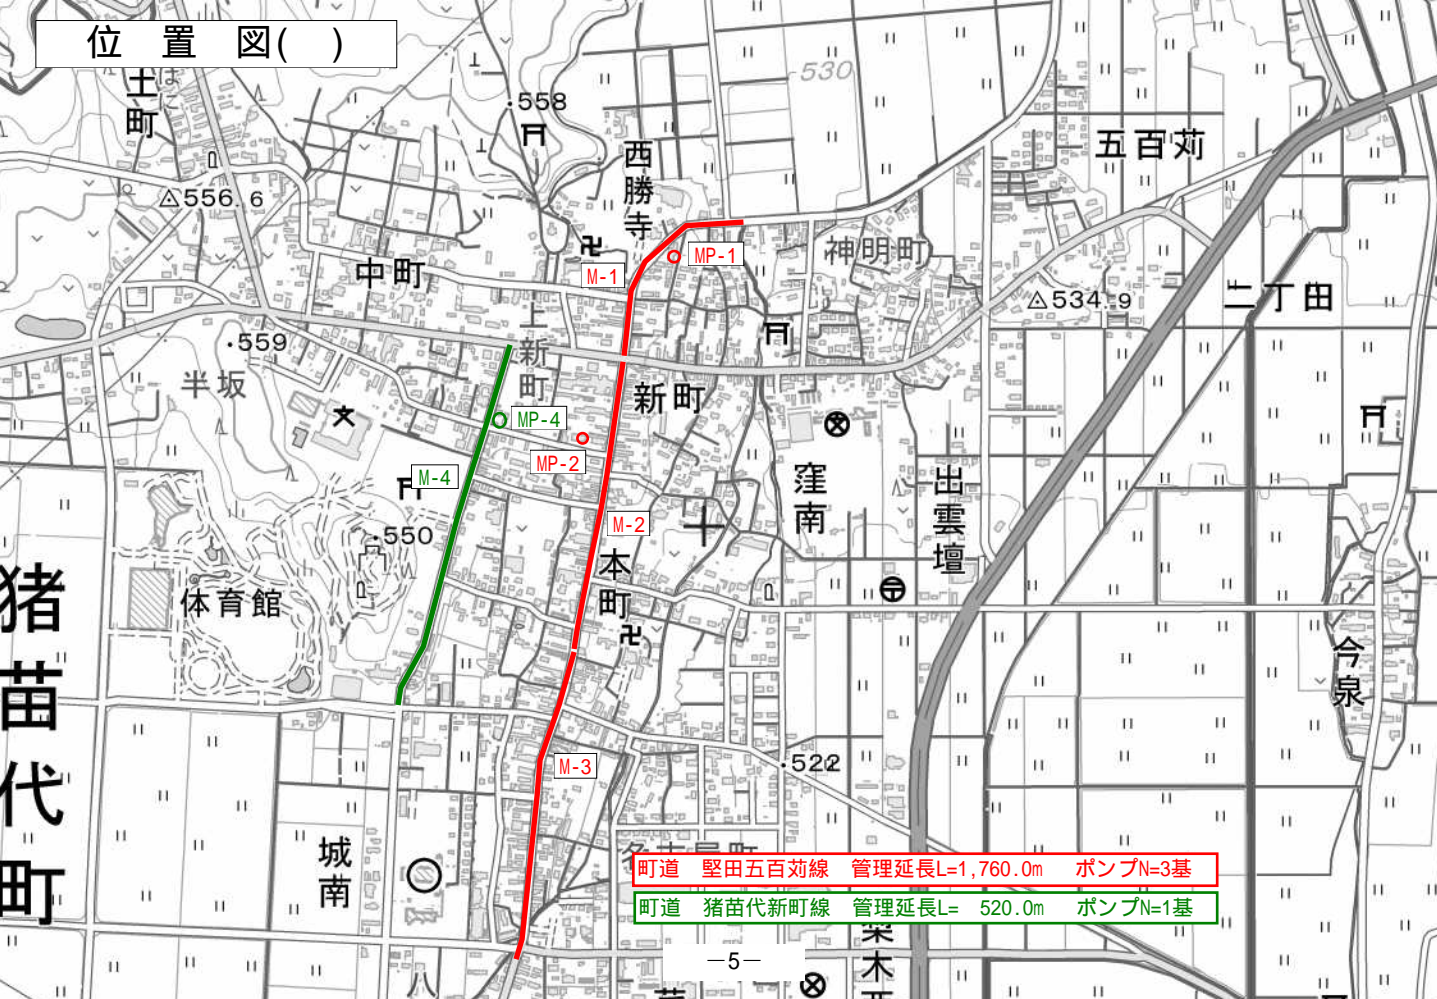 位 置 図( )
土町
558
西勝寺
530
五百苅
556.6
MP-1
神明町
M-1
中町
上新町
534.9
二丁田
559
半坂
新町
MP-4
MP-2
M-4
窪南
出雲壇
M-2
550
本町
体育館
猪苗代町
今泉
M-3
522
城南
町道 堅田五百苅線 管理延長L=1,760.0m ポンプN=3基
町道 猪苗代新町線 管理延長L= 520.0m ポンプN=1基
八
—5—